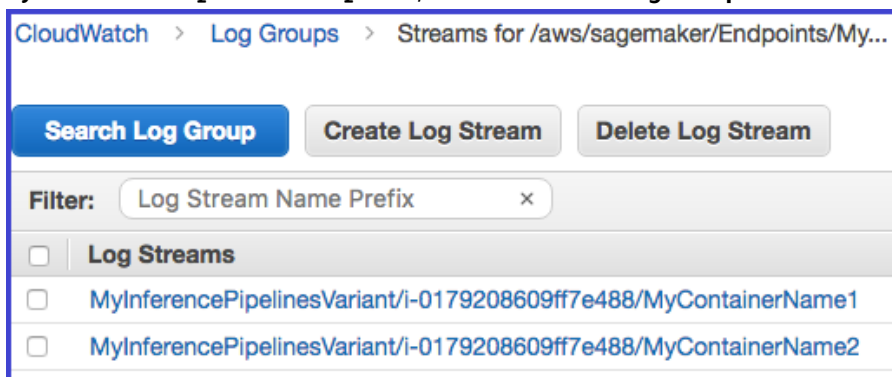 CloudWatch > Log Groups > Streams for /aws/sagemaker/Endpoints/My...
Search Log Group Create Log Stream Delete Log Stream
Filter: Log Stream Name Prefix ×
Log Streams
MyInferencePipelinesVariant/i-0179208609ff7e488/MyContainerName1
MyInferencePipelinesVariant/i-0179208609ff7e488/MyContainerName2